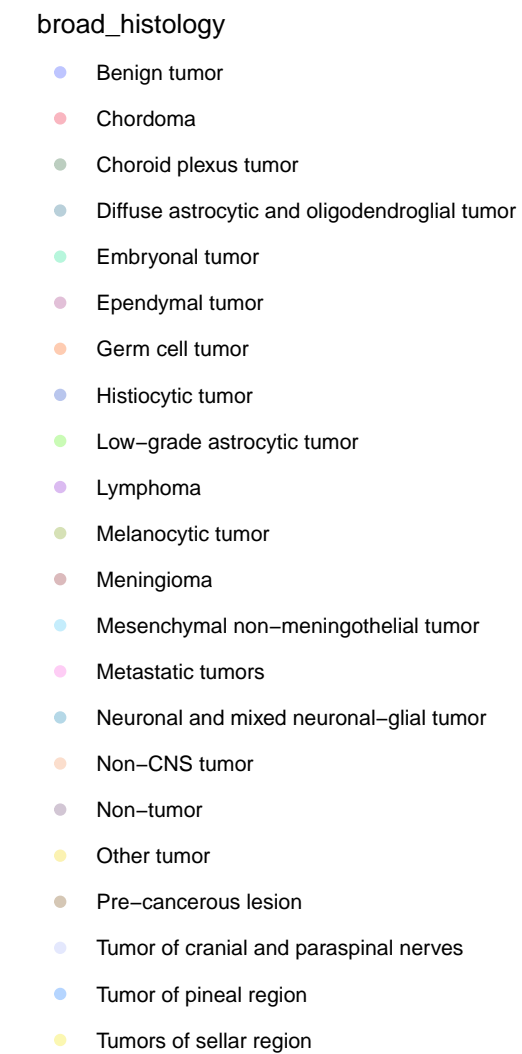 broad_histology
Benign tumor
Chordoma
Choroid plexus tumor
Diffuse astrocytic and oligodendroglial tumor
Embryonal tumor
Ependymal tumor
Germ cell tumor
Histiocytic tumor
Low−grade astrocytic tumor
Lymphoma
Melanocytic tumor
Meningioma
Mesenchymal non−meningothelial tumor
Metastatic tumors
Neuronal and mixed neuronal−glial tumor
Non−CNS tumor
Non−tumor
Other tumor
Pre−cancerous lesion
Tumor of cranial and paraspinal nerves
Tumor of pineal region
Tumors of sellar region